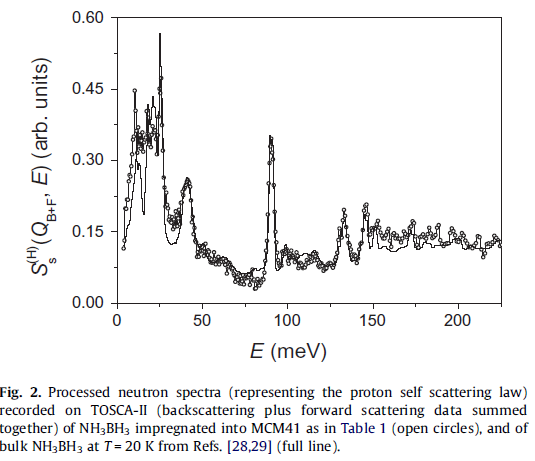 0.60
0.45
0.30
0.15
0.00
S_s^(H)(Q_B+F, E) (arb. units)
0 50 100 150 200
E (meV)
Fig. 2. Processed neutron spectra (representing the proton self scattering law)
recorded on TOSCA-II (backscattering plus forward scattering data summed
together) of NH₃BH₃ impregnated into MCM41 as in Table 1 (open circles), and of
bulk NH₃BH₃ at T = 20 K from Refs. [28,29] (full line).